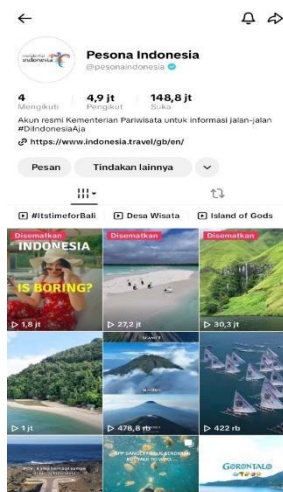 indonesia
Pesona Indonesia
@pesonaindonesia
4
4,9 jt
148,8 jt
Mengikuti
Pengikut
Suka
Akun resmi Kementerian Pariwisata untuk informasi jalan-jalan
#DiIndonesiaAja
https://www.indonesia.travel/gb/en/
Pesan
Tindakan lainnya
#ItstimeforBali
Desa Wisata
Island of Gods
Disematkan
Disematkan
Disematkan
INDONESIA
IS BORING?
1,8 jt
27,2 jt
30,3 jt
1 jt
478,8 rb
422 rb
GORONTALO